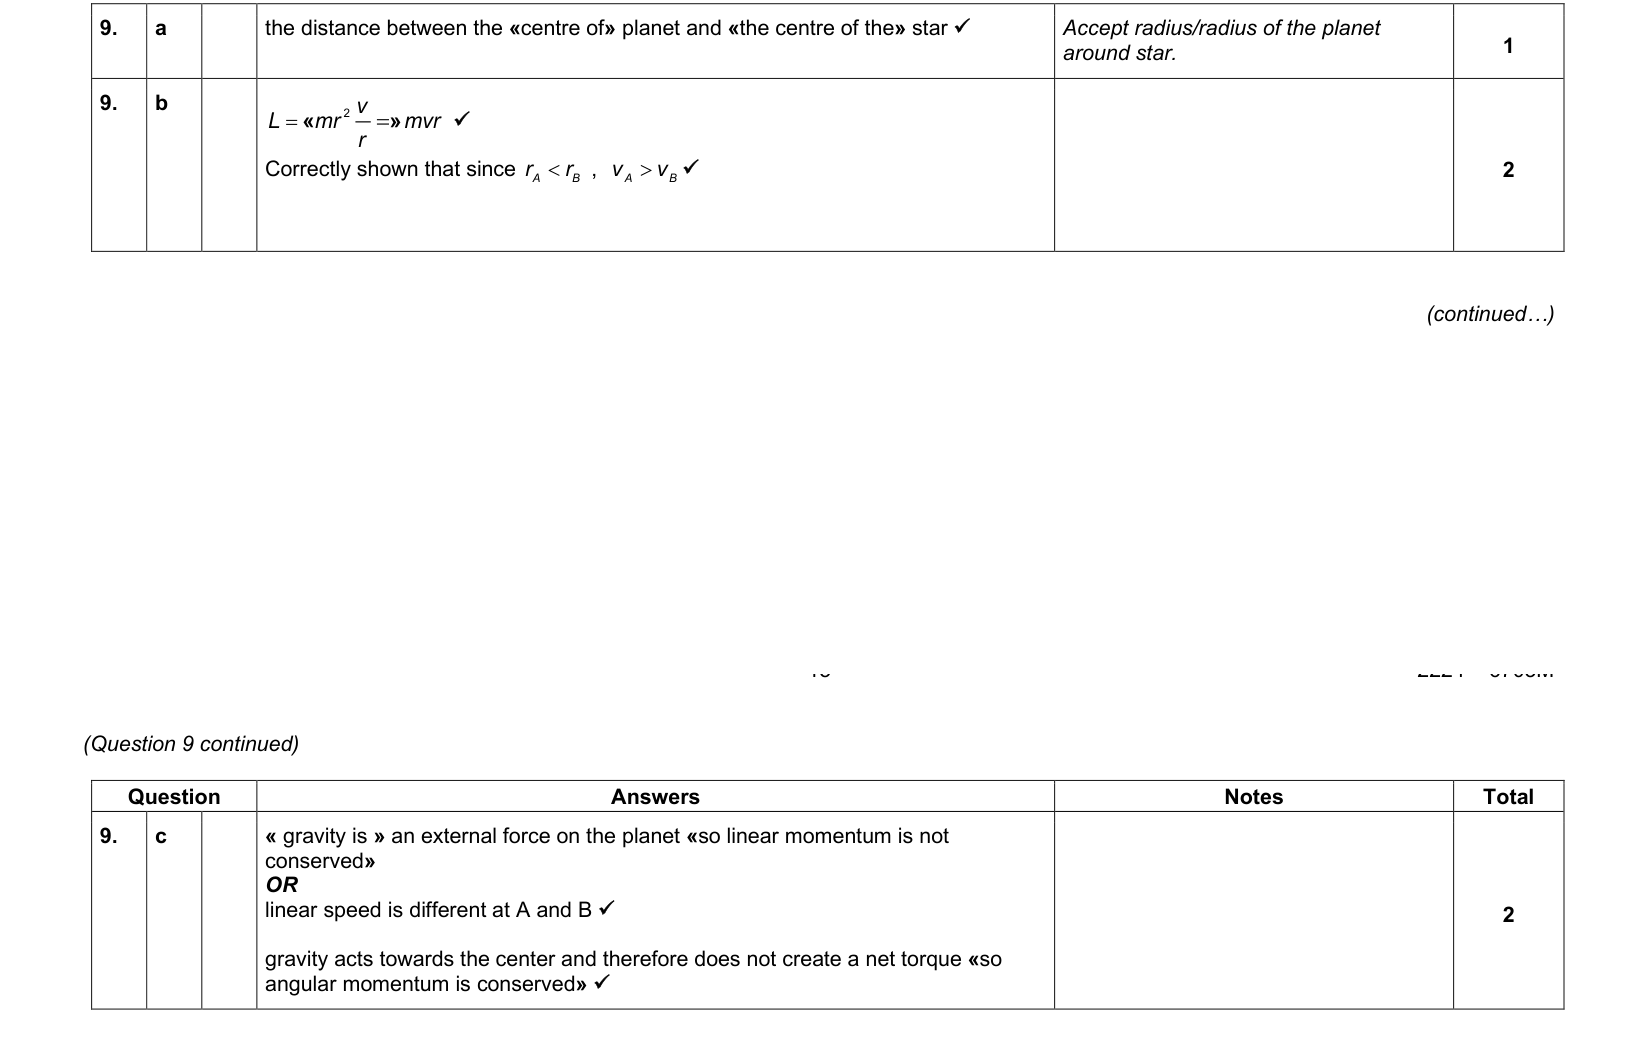 9. a the distance between the «centre of» planet and «the centre of the» star ✓ Accept radius/radius of the planet
around star. 1
9. b
L = «mr² v/r =» mvr ✓
Correctly shown that since r_A < r_B , v_A > v_B ✓ 2
(continued…)
(Question 9 continued)
Question Answers Notes Total
9. c « gravity is » an external force on the planet «so linear momentum is not
conserved»
OR
linear speed is different at A and B ✓ 2
gravity acts towards the center and therefore does not create a net torque «so
angular momentum is conserved» ✓